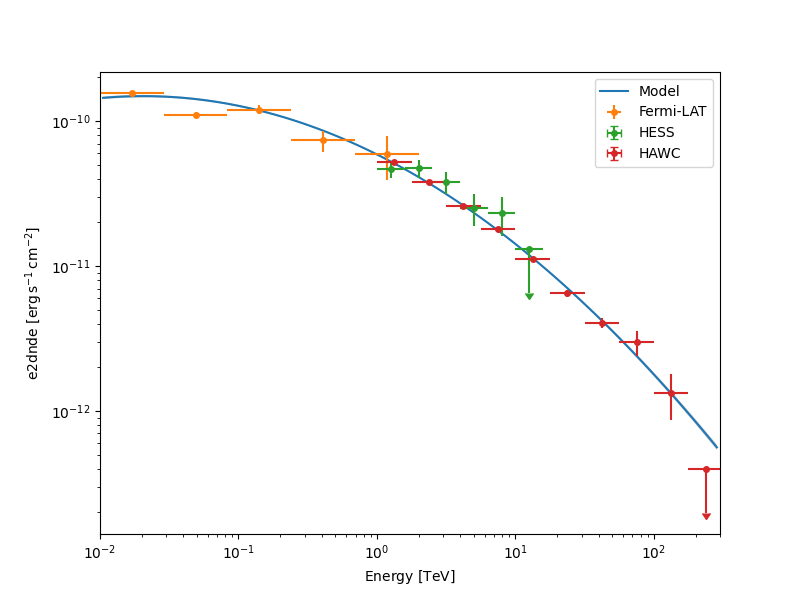 Model
Fermi-LAT
HESS
HAWC
e2dnde [erg s⁻¹ cm⁻²]
10⁻¹⁰
10⁻¹¹
10⁻¹²
10⁻² 10⁻¹ 10⁰ 10¹ 10²
Energy [TeV]